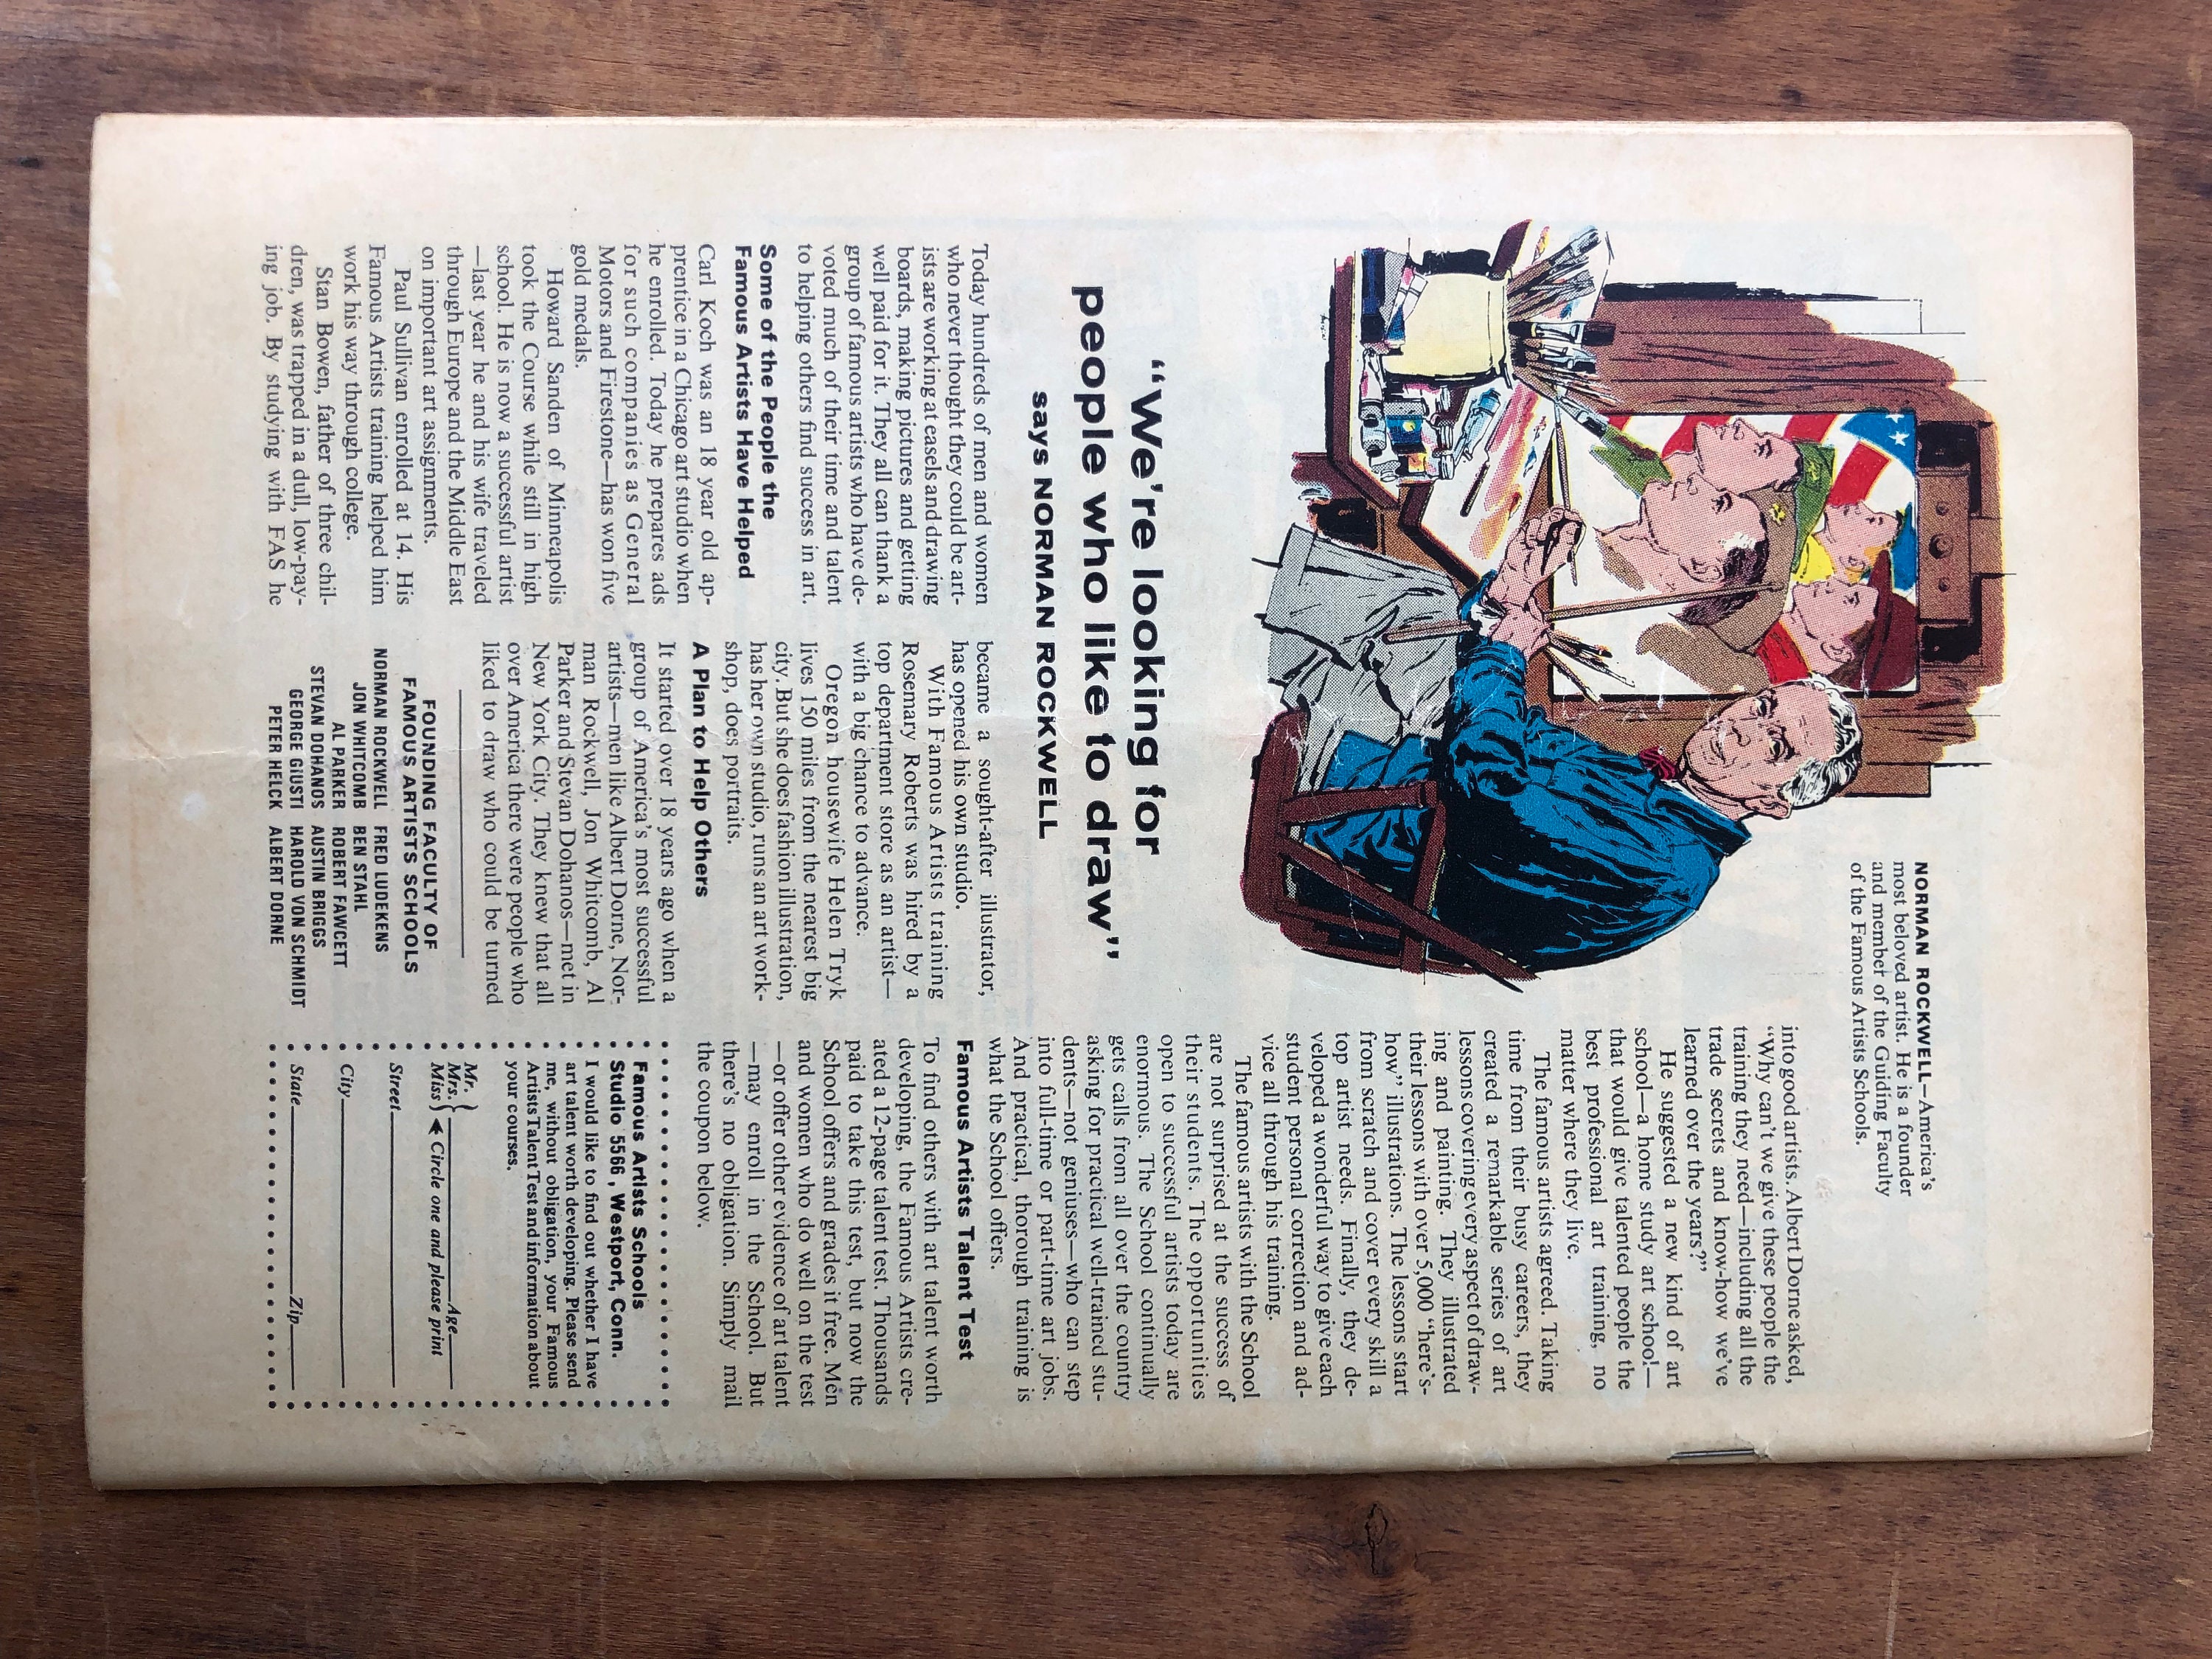 NORMAN ROCKWELL—America's
most beloved artist. He is a founder
and member of the Guiding Faculty
of the Famous Artists Schools.
“We're looking for
people who like to draw”
says NORMAN ROCKWELL
Today hundreds of men and women
who never thought they could be art-
ists are working at easels and drawing
boards, making pictures and getting
well paid for it. They all can thank a
group of famous artists who have de-
voted much of their time and talent
to helping others find success in art.
Some of the People the
Famous Artists Have Helped
Carl Koch was an 18 year old ap-
prentice in a Chicago art studio when
he enrolled. Today he prepares ads
for such companies as General
Motors and Firestone—has won five
gold medals.
Howard Sanden of Minneapolis
took the Course while still in high
school. He is now a successful artist
—last year he and his wife traveled
through Europe and the Middle East
on important art assignments.
Paul Sullivan enrolled at 14. His
Famous Artists training helped him
work his way through college.
Stan Bowen, father of three chil-
dren, was trapped in a dull, low-pay-
ing job. By studying with FAS he
became a sought-after illustrator,
has opened his own studio.
With Famous Artists training
Rosemary Roberts was hired by a
top department store as an artist—
with a big chance to advance.
Oregon housewife Helen Tryk
lives 150 miles from the nearest big
city. But she does fashion illustration,
has her own studio, runs an art work-
shop, does portraits.
A Plan to Help Others
It started over 18 years ago when a
group of America's most successful
artists—men like Albert Dorne, Nor-
man Rockwell, Jon Whitcomb, Al
Parker and Stevan Dohanos—met in
New York City. They knew that all
over America there were people who
liked to draw who could be turned
FOUNDING FACULTY OF
FAMOUS ARTISTS SCHOOLS
NORMAN ROCKWELL FRED LUDEKENS
JON WHITCOMB BEN STAHL
AL PARKER ROBERT FAWCETT
STEVAN DOHANOS AUSTIN BRIGGS
GEORGE GIUSTI HAROLD VON SCHMIDT
PETER HELCK ALBERT DORNE
into good artists. Albert Dorne asked,
“Why can't we give these people the
training they need—including all the
trade secrets and know-how we've
learned over the years?”
He suggested a new kind of art
school—a home study art school—
that would give talented people the
best professional art training, no
matter where they live.
The famous artists agreed. Taking
time from their busy careers, they
created a remarkable series of art
lessons covering every aspect of draw-
ing and painting. They illustrated
their lessons with over 5,000 “here's-
how” illustrations. The lessons start
from scratch and cover every skill a
top artist needs. Finally, they de-
veloped a wonderful way to give each
student personal correction and ad-
vice all through his training.
The famous artists with the School
are not surprised at the success of
their students. The opportunities
open to successful artists today are
enormous. The School continually
gets calls from all over the country
asking for practical well-trained stu-
dents—not geniuses—who can step
into full-time or part-time art jobs.
And practical, thorough training is
what the School offers.
Famous Artists Talent Test
To find others with art talent worth
developing, the Famous Artists cre-
ated a 12-page talent test. Thousands
paid to take this test, but now the
School offers and grades it free. Men
and women who do well on the test
—or offer other evidence of art talent
—may enroll in the School. But
there's no obligation. Simply mail
the coupon below.
Famous Artists Schools
Studio 5566, Westport, Conn.
I would like to find out whether I have
art talent worth developing. Please send
me, without obligation, your Famous
Artists Talent Test and information about
your courses.
Mr.
Mrs. Age
Miss Circle one and please print
Street
City
State Zip